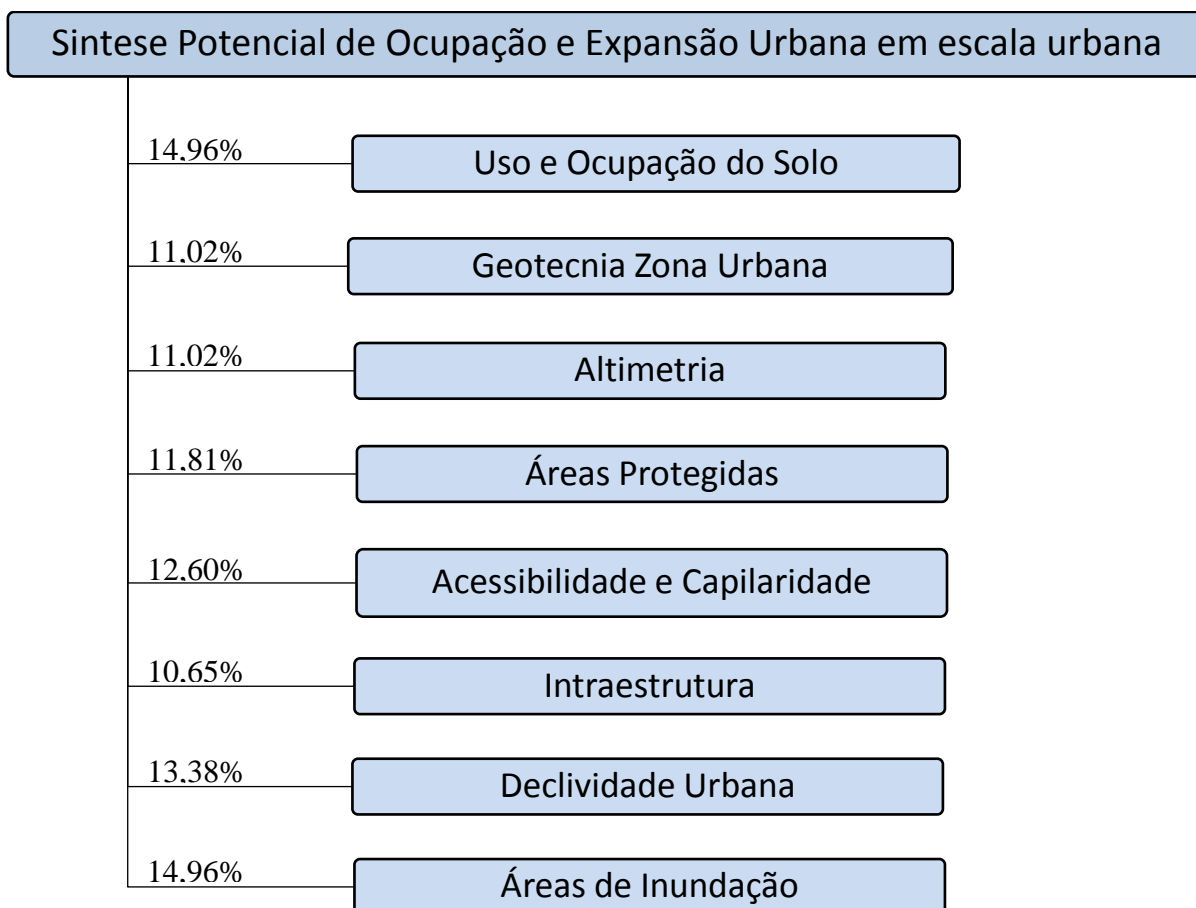 Sintese Potencial de Ocupação e Expansão Urbana em escala urbana
14,96%
Uso e Ocupação do Solo
11,02%
Geotecnia Zona Urbana
11,02%
Altimetria
11,81%
Áreas Protegidas
12,60%
Acessibilidade e Capilaridade
10,65%
Intraestrutura
13,38%
Declividade Urbana
14,96%
Áreas de Inundação